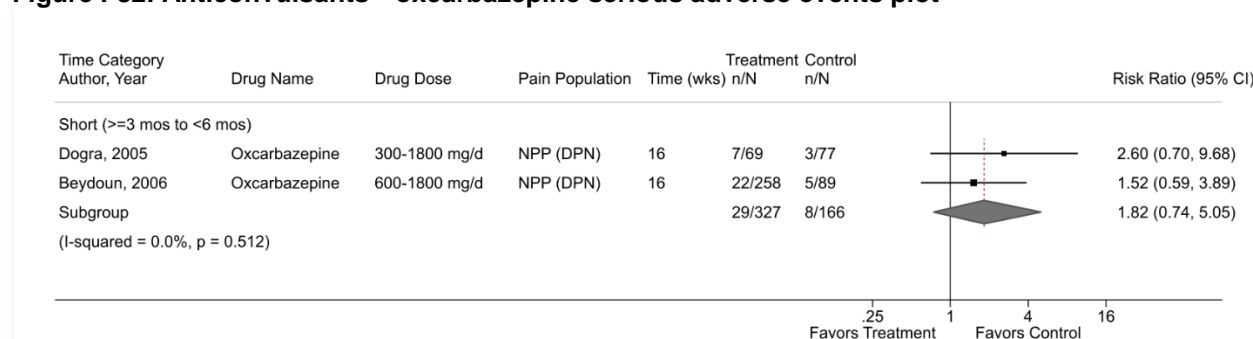 Time Category
Author, Year Drug Name Drug Dose Pain Population Time (wks) Treatment n/N Control n/N Risk Ratio (95% CI)
Short (>=3 mos to <6 mos)
Dogra, 2005 Oxcarbazepine 300-1800 mg/d NPP (DPN) 16 7/69 3/77 2.60 (0.70, 9.68)
Beydoun, 2006 Oxcarbazepine 600-1800 mg/d NPP (DPN) 16 22/258 5/89 1.52 (0.59, 3.89)
Subgroup 29/327 8/166 1.82 (0.74, 5.05)
(I-squared = 0.0%, p = 0.512)
.25 1 4 16
Favors Treatment Favors Control